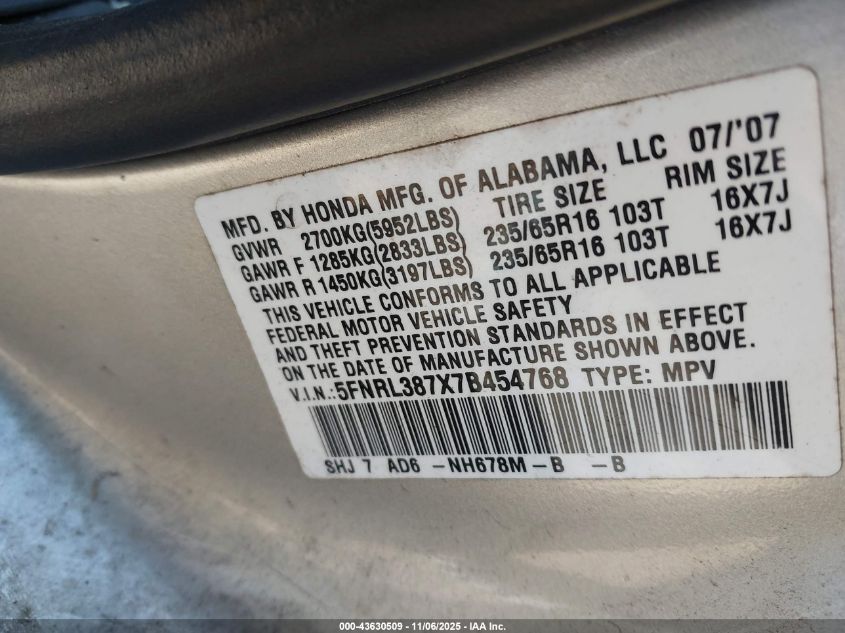 MFD. BY HONDA MFG. OF ALABAMA, LLC 07/'07
GVWR 2700KG(5952LBS) TIRE SIZE RIM SIZE
GAWR F 1285KG(2833LBS) 235/65R16 103T 16X7J
GAWR R 1450KG(3197LBS) 235/65R16 103T 16X7J
THIS VEHICLE CONFORMS TO ALL APPLICABLE
FEDERAL MOTOR VEHICLE SAFETY
AND THEFT PREVENTION STANDARDS IN EFFECT
ON THE DATE OF MANUFACTURE SHOWN ABOVE.
V.I.N.: 5FNRL387X7B454768 TYPE: MPV
SHJ 7 AD6 -NH678M -B -B
000-43630509 - 11/06/2025 - IAA Inc.